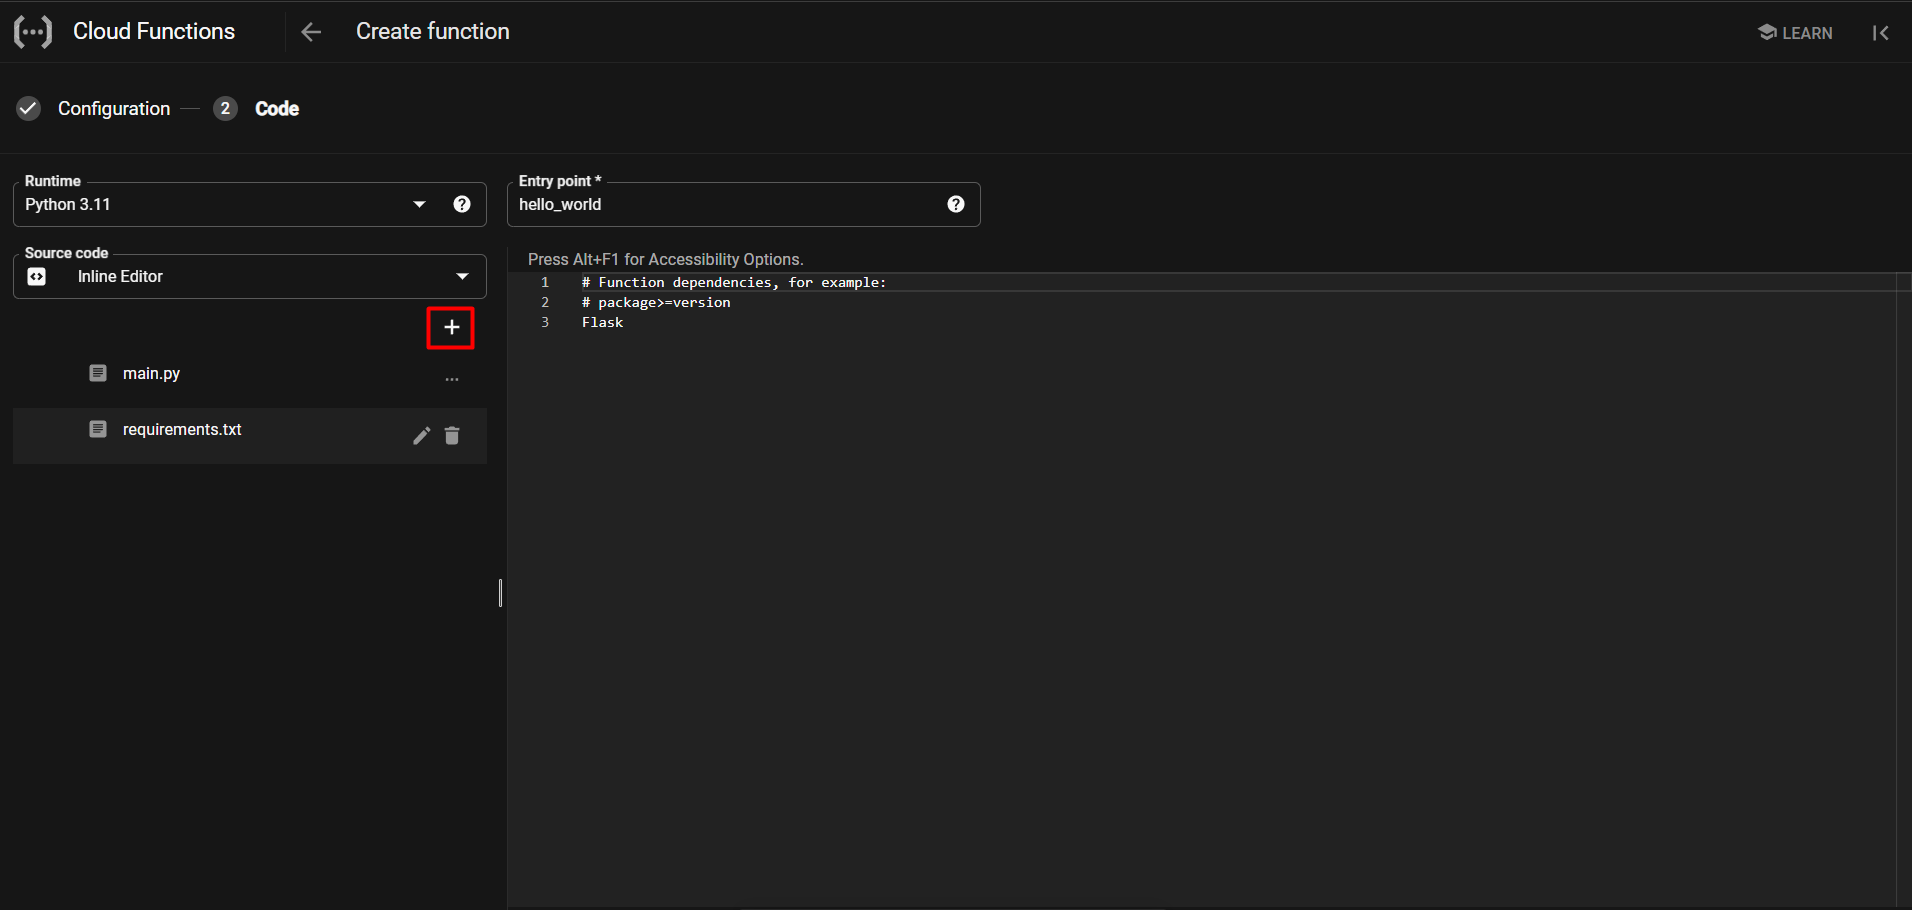 Cloud Functions
Create function
LEARN
Configuration
2
Code
Runtime
Python 3.11
Entry point *
hello_world
Source code
Inline Editor
Press Alt+F1 for Accessibility Options.
1 # Function dependencies, for example:
2 # package>=version
3 Flask
main.py
requirements.txt